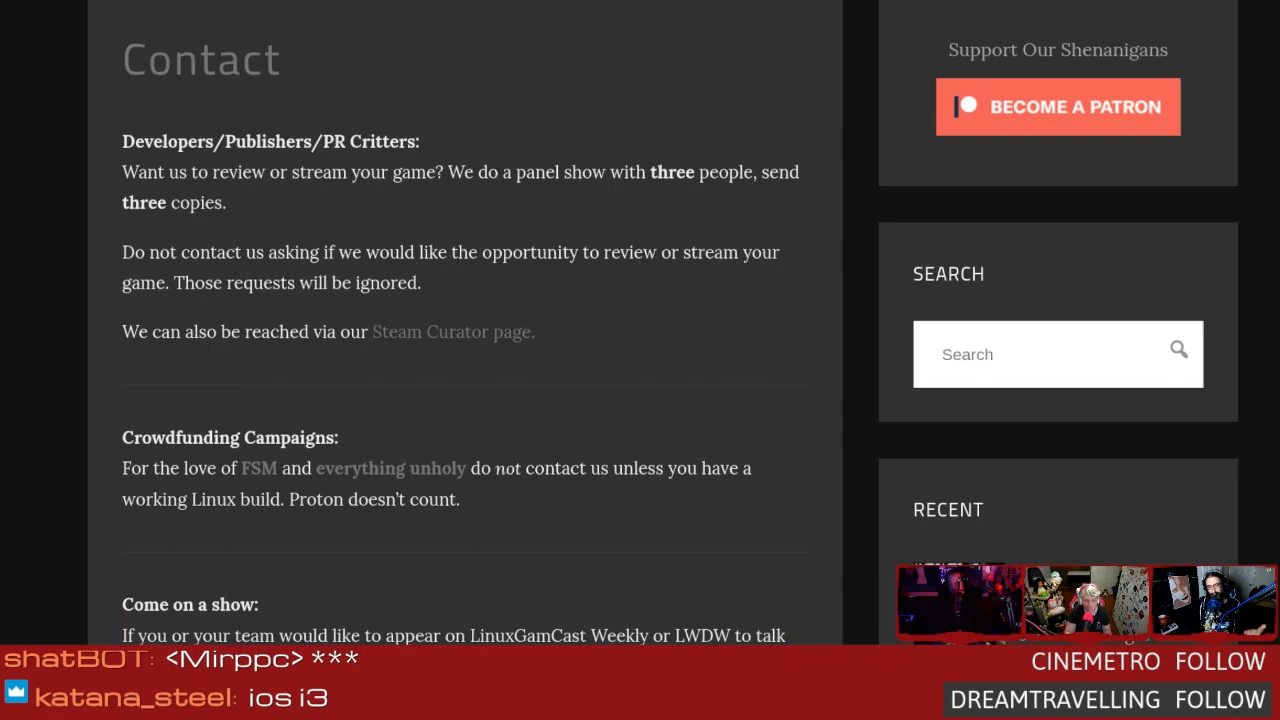 Contact
Developers/Publishers/PR Critters:
Want us to review or stream your game? We do a panel show with three people, send
three copies.
Do not contact us asking if we would like the opportunity to review or stream your
game. Those requests will be ignored.
We can also be reached via our Steam Curator page.
Crowdfunding Campaigns:
For the love of FSM and everything unholy do not contact us unless you have a
working Linux build. Proton doesn’t count.
Come on a show:
If you or your team would like to appear on LinuxGamCast Weekly or LWDW to talk
Support Our Shenanigans
BECOME A PATRON
SEARCH
Search
RECENT
shatBOT: <Mirppc> ***
katana_steel: ios i3
CINEMETRO FOLLOW
DREAMTRAVELLING FOLLOW